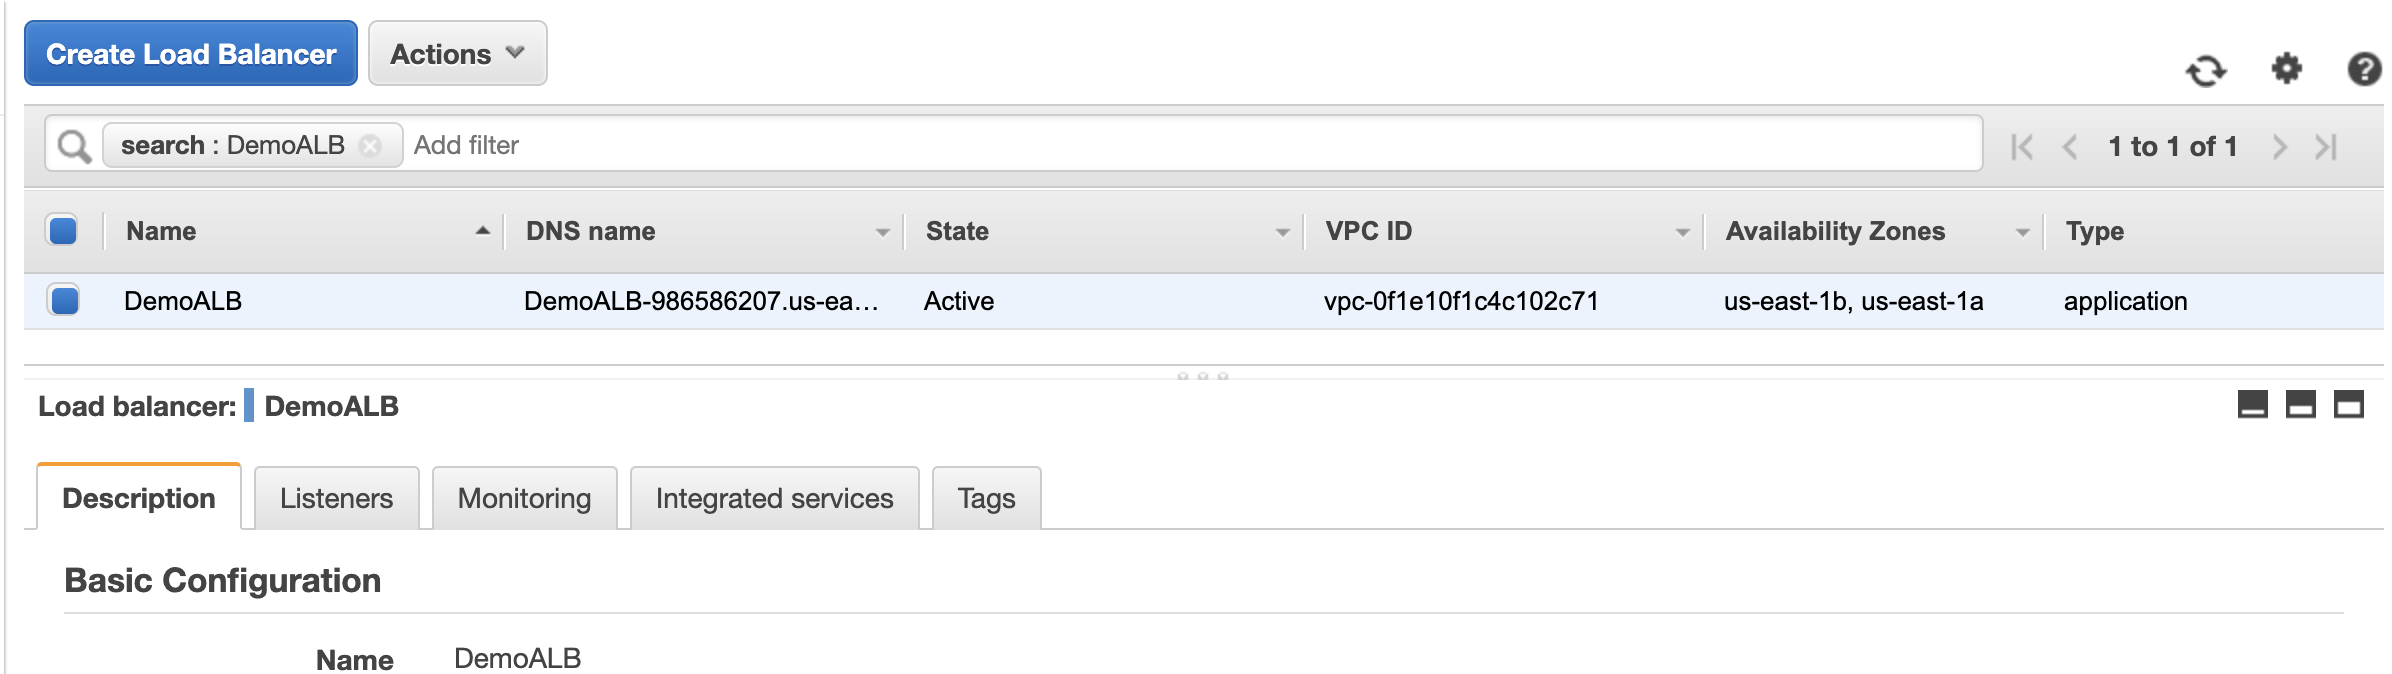 Create Load Balancer Actions
search : DemoALB Add filter 1 to 1 of 1
Name DNS name State VPC ID Availability Zones Type
DemoALB DemoALB-986586207.us-ea... Active vpc-0f1e10f1c4c102c71 us-east-1b, us-east-1a application
Load balancer: DemoALB
Description Listeners Monitoring Integrated services Tags
Basic Configuration
Name DemoALB